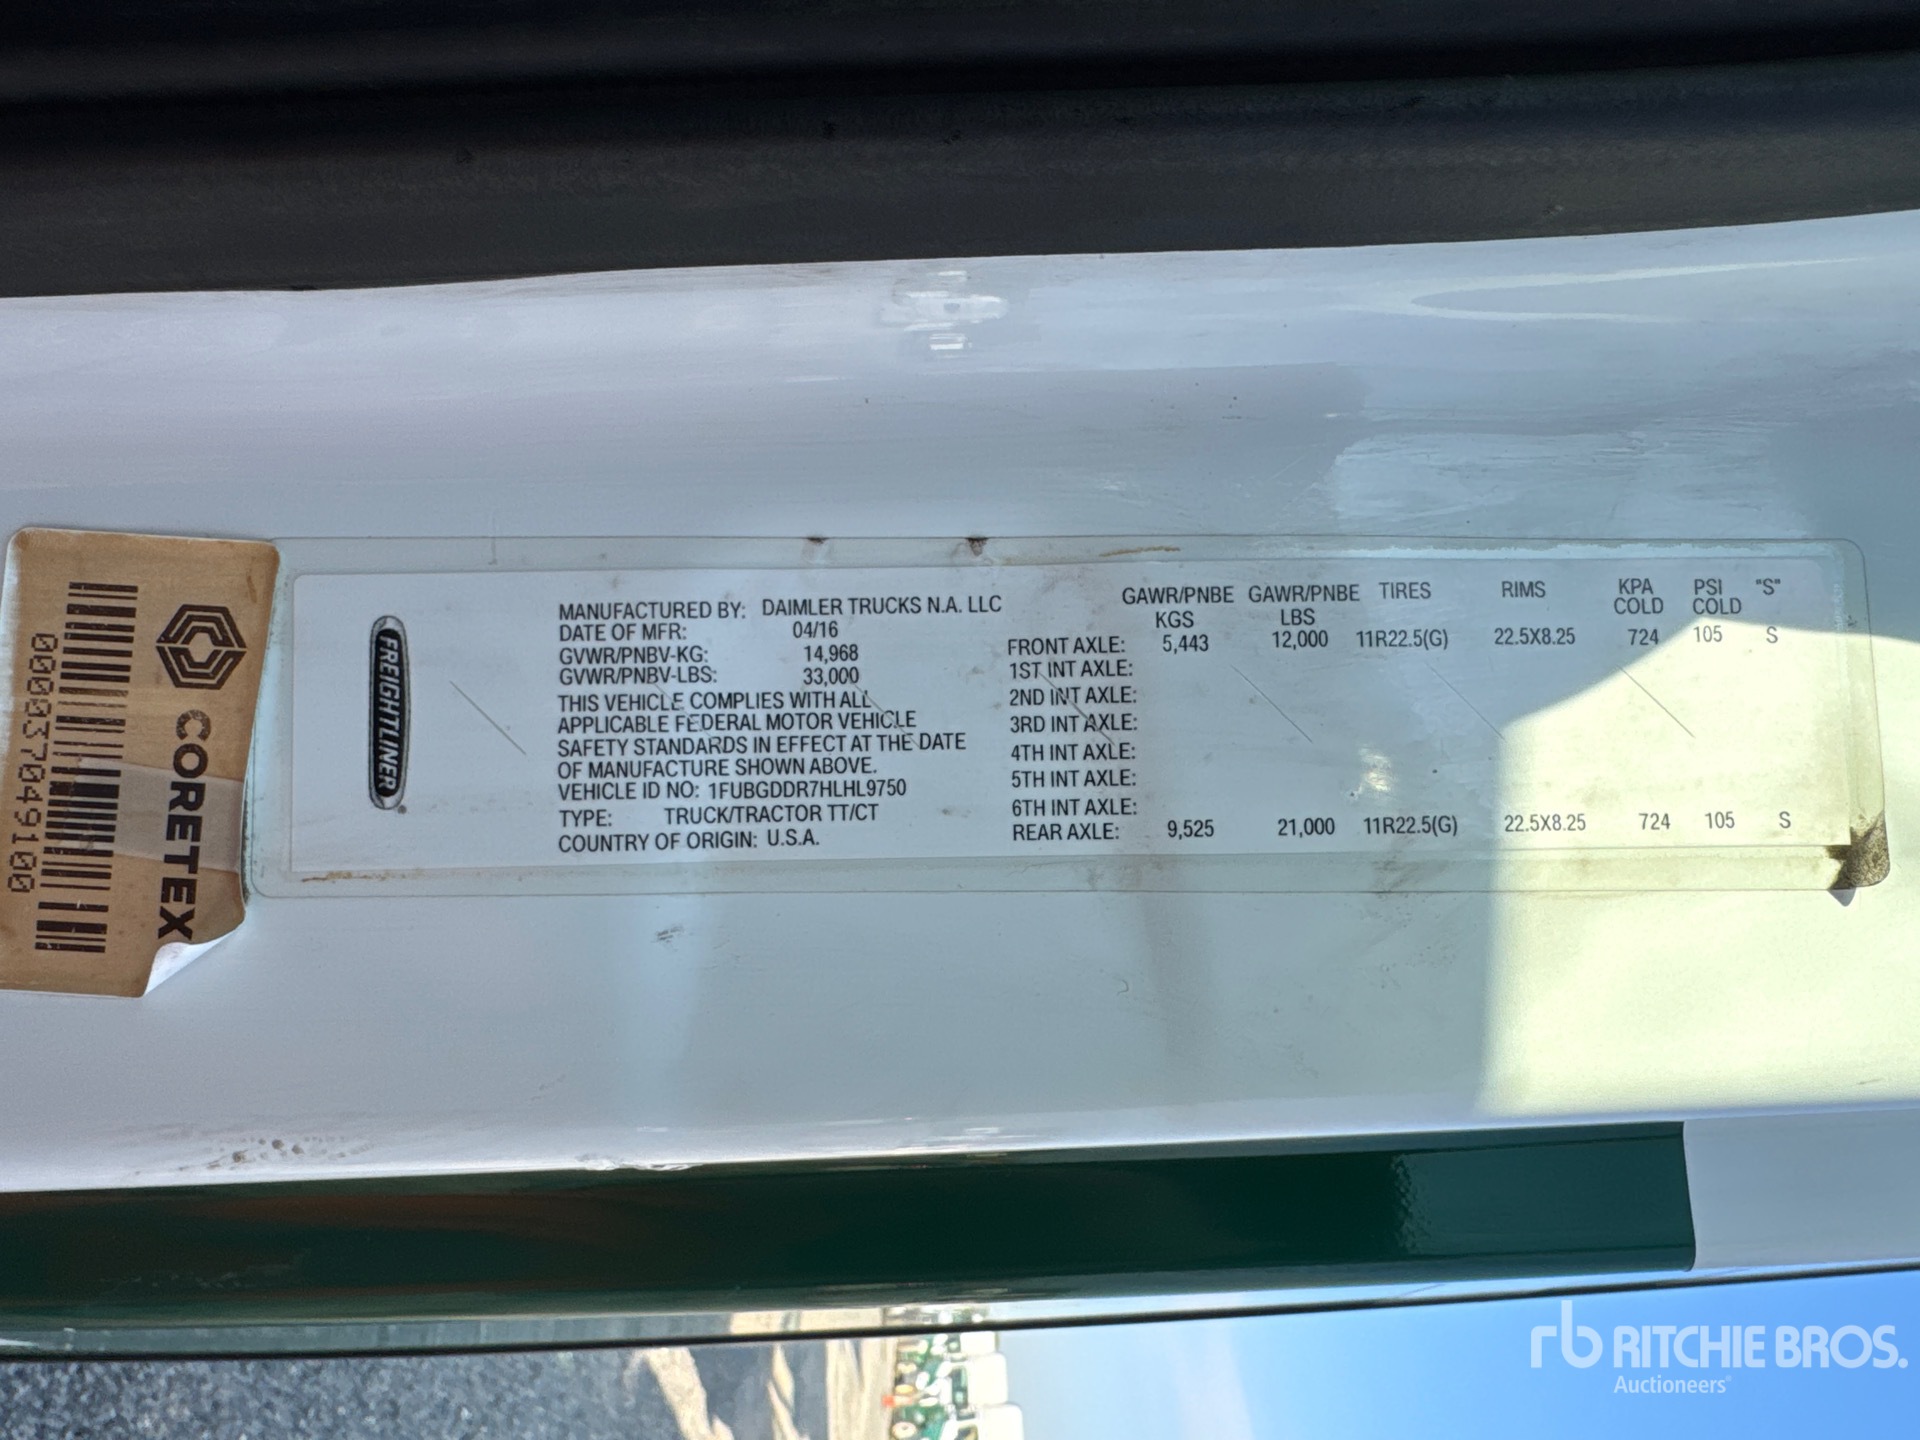 000037049100
CORETEX
FREIGHTLINER
MANUFACTURED BY: DAIMLER TRUCKS N.A. LLC
DATE OF MFR: 04/16
GVWR/PNBV-KG: 14,968
GVWR/PNBV-LBS: 33,000
THIS VEHICLE COMPLIES WITH ALL
APPLICABLE FEDERAL MOTOR VEHICLE
SAFETY STANDARDS IN EFFECT AT THE DATE
OF MANUFACTURE SHOWN ABOVE.
VEHICLE ID NO: 1FUBGDDR7HLHL9750
TYPE: TRUCK/TRACTOR TT/CT
COUNTRY OF ORIGIN: U.S.A.
GAWR/PNBE GAWR/PNBE TIRES RIMS KPA PSI "S"
KGS LBS COLD COLD
FRONT AXLE: 5,443 12,000 11R22.5(G) 22.5X8.25 724 105 S
1ST INT AXLE:
2ND INT AXLE:
3RD INT AXLE:
4TH INT AXLE:
5TH INT AXLE:
6TH INT AXLE:
REAR AXLE: 9,525 21,000 11R22.5(G) 22.5X8.25 724 105 S
rb RITCHIE BROS.
Auctioneers